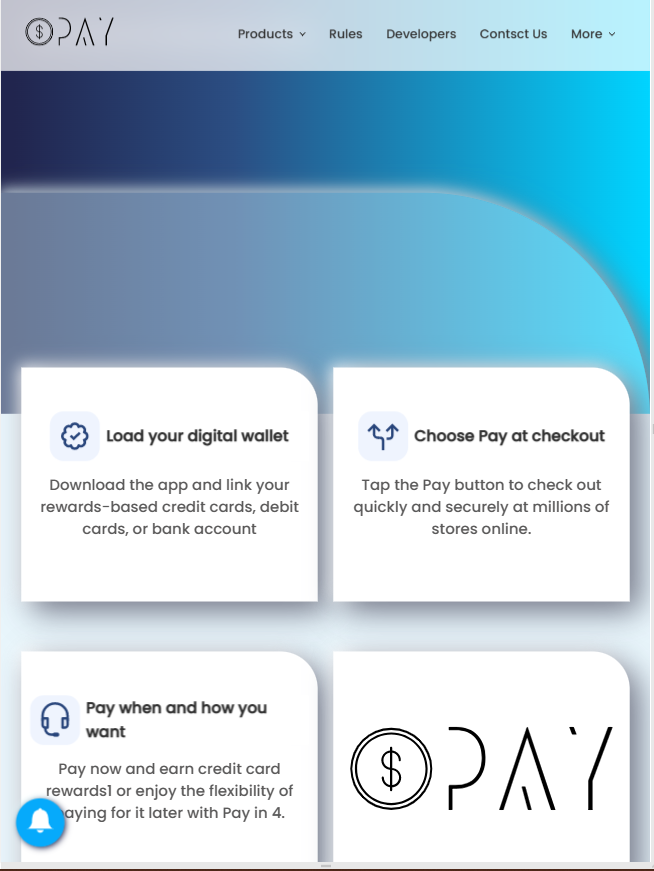 PAY
Products Rules Developers Contsct Us More
Load your digital wallet
Download the app and link your
rewards-based credit cards, debit
cards, or bank account
Choose Pay at checkout
Tap the Pay button to check out
quickly and securely at millions of
stores online.
Pay when and how you
want
Pay now and earn credit card
rewards1 or enjoy the flexibility of
paying for it later with Pay in 4.
$ PAY